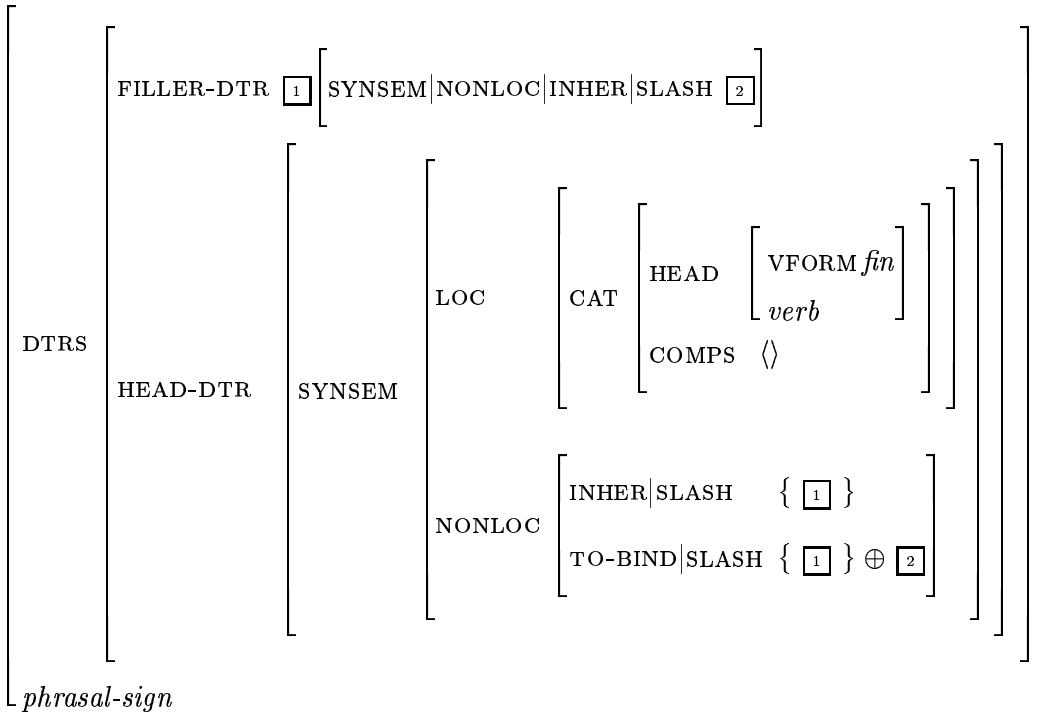 FILLER-DTR 1 SYNSEM|NONLOC|INHER|SLASH 2
VFORM fin
HEAD
verb
LOC CAT
DTRS
COMPS ⟨⟩
HEAD-DTR SYNSEM
INHER|SLASH { 1 }
NONLOC
TO-BIND|SLASH { 1 } ⊕ 2
phrasal-sign